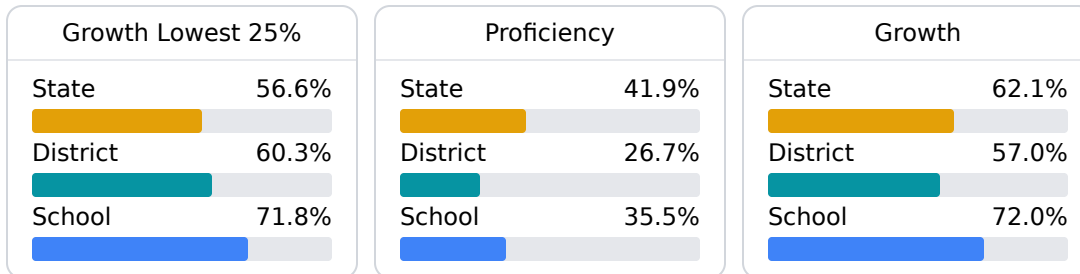 Growth Lowest 25%
State 56.6%
District 60.3%
School 71.8%
Proficiency
State 41.9%
District 26.7%
School 35.5%
Growth
State 62.1%
District 57.0%
School 72.0%